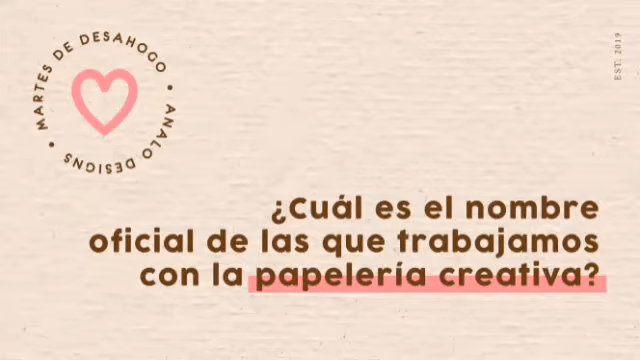 MARTES DE DESAHOGO • ANALO DESIGNS •
EST. 2019
¿Cuál es el nombre
oficial de las que trabajamos
con la papelería creativa?